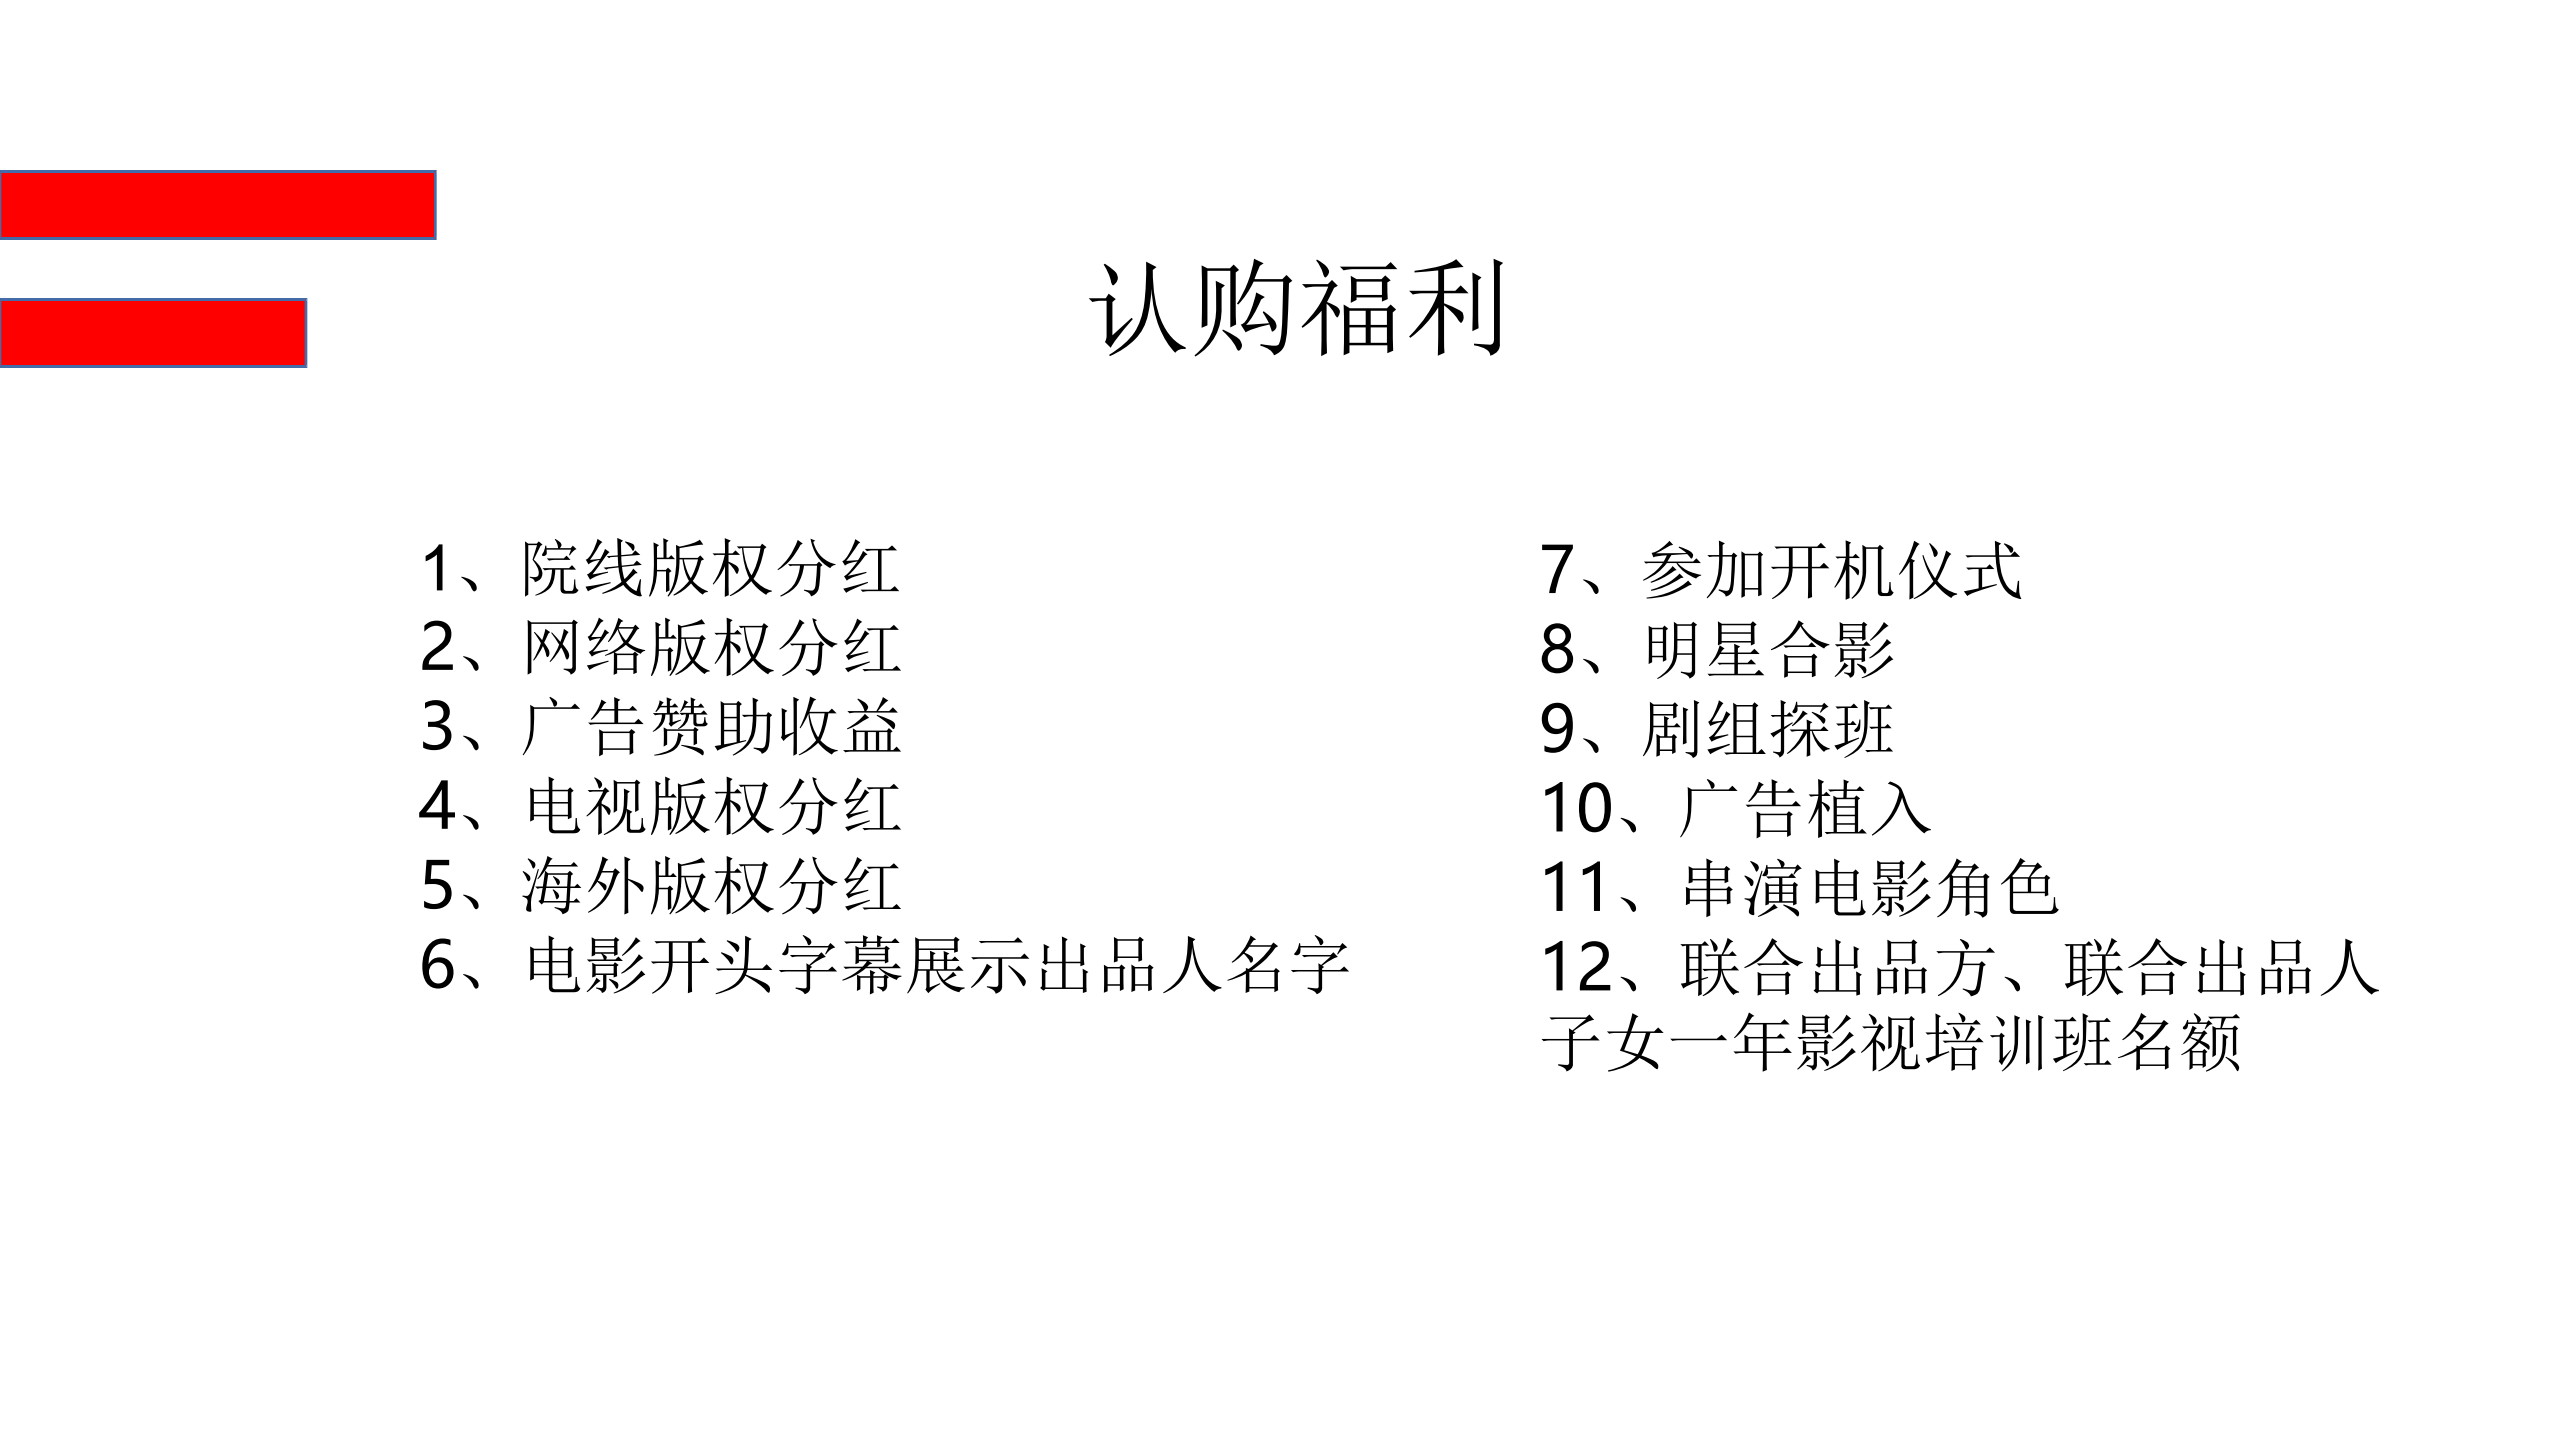 认购福利
1、院线版权分红
2、网络版权分红
3、广告赞助收益
4、电视版权分红
5、海外版权分红
6、电影开头字幕展示出品人名字
7、参加开机仪式
8、明星合影
9、剧组探班
10、广告植入
11、串演电影角色
12、联合出品方、联合出品人
子女一年影视培训班名额